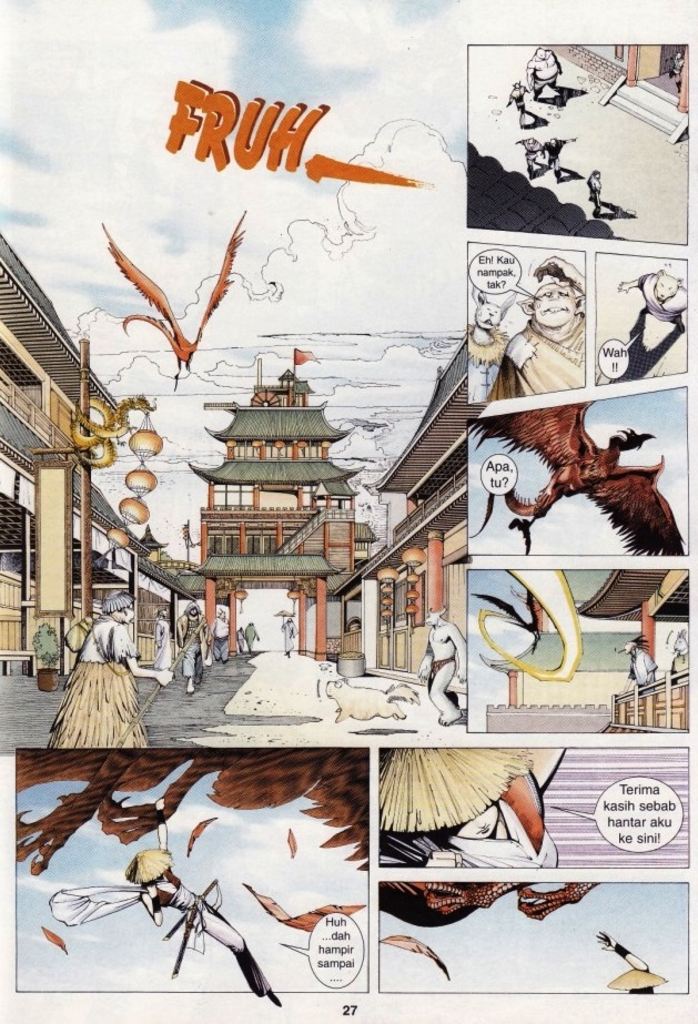 FRUH
Eh! Kau
nampak,
tak?
Wah
!!
Apa,
tu?
Huh
...dah
hampir
sampai
....
Terima
kasih sebab
hantar aku
ke sini!
27